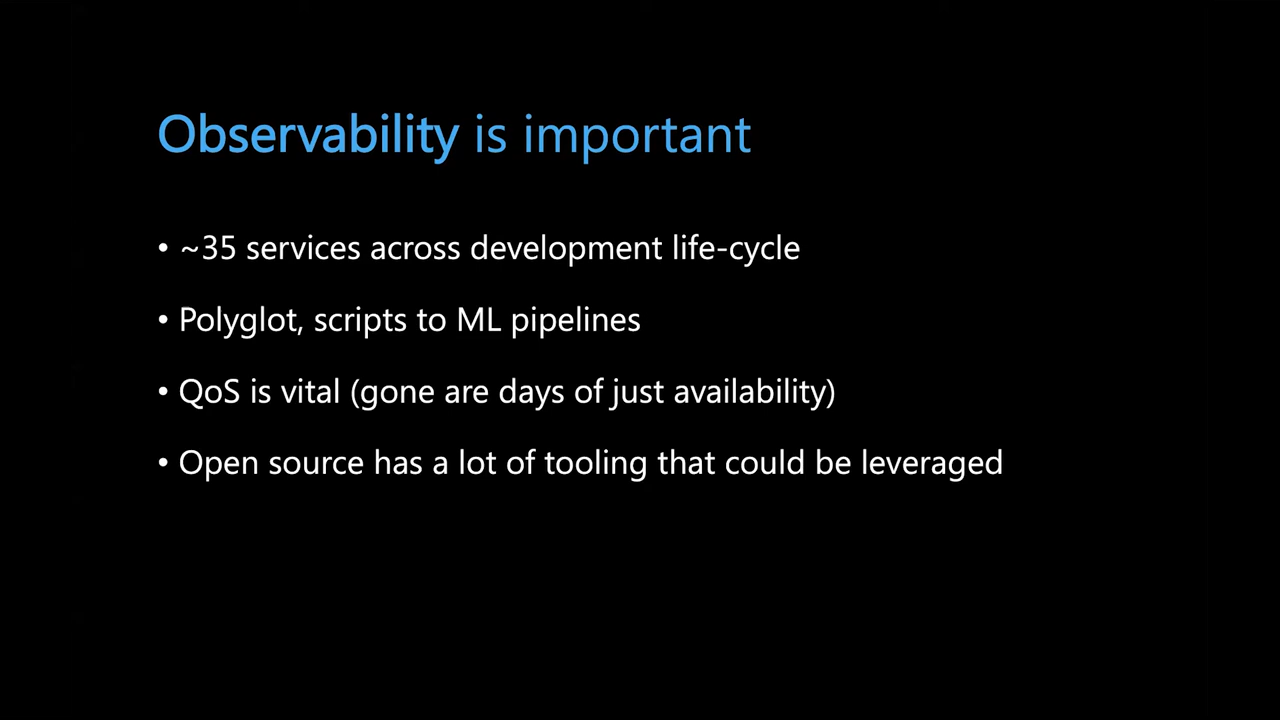 Observability is important
• ~35 services across development life-cycle
• Polyglot, scripts to ML pipelines
• QoS is vital (gone are days of just availability)
• Open source has a lot of tooling that could be leveraged